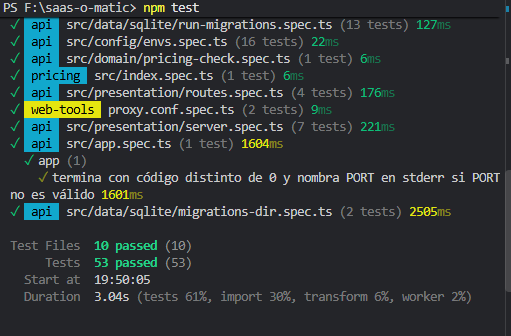 PS F:\saas-o-matic> npm test
✓ api src/data/sqlite/run-migrations.spec.ts (13 tests) 127ms
✓ api src/config/envs.spec.ts (16 tests) 22ms
✓ api src/domain/pricing-check.spec.ts (1 test) 6ms
✓ pricing src/index.spec.ts (1 test) 6ms
✓ api src/presentation/routes.spec.ts (4 tests) 176ms
✓ web-tools proxy.conf.spec.ts (2 tests) 9ms
✓ api src/presentation/server.spec.ts (7 tests) 221ms
✓ api src/app.spec.ts (1 test) 1604ms
✓ app (1)
✓ termina con código distinto de 0 y nombra PORT en stderr si PORT
no es válido 1601ms
✓ api src/data/sqlite/migrations-dir.spec.ts (2 tests) 2505ms
Test Files 10 passed (10)
Tests 53 passed (53)
Start at 19:50:05
Duration 3.04s (tests 61%, import 30%, transform 6%, worker 2%)